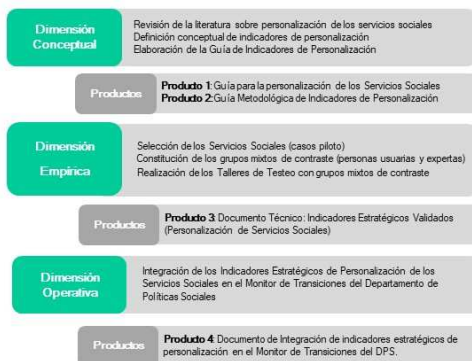 Dimensión
Conceptual
Revisión de la literatura sobre personalización de los servicios sociales
Definición conceptual de indicadores de personalización
Elaboración de la Guía de Indicadores de Personalización
Productos
Producto 1: Guía para la personalización de los Servicios Sociales
Producto 2: Guía Metodológica de Indicadores de Personalización
Dimensión
Empírica
Selección de los Servicios Sociales (casos piloto)
Constitución de los grupos mixtos de contraste (personas usuarias y expertas)
Realización de los Talleres de Testeo con grupos mixtos de contraste
Productos
Producto 3: Documento Técnico: Indicadores Estratégicos Validados
(Personalización de Servicios Sociales)
Dimensión
Operativa
Integración de los Indicadores Estratégicos de Personalización de los
Servicios Sociales en el Monitor de Transiciones del Departamento de
Políticas Sociales
Productos
Producto 4: Documento de Integración de indicadores estratégicos de
personalización en el Monitor de Transiciones del DPS.